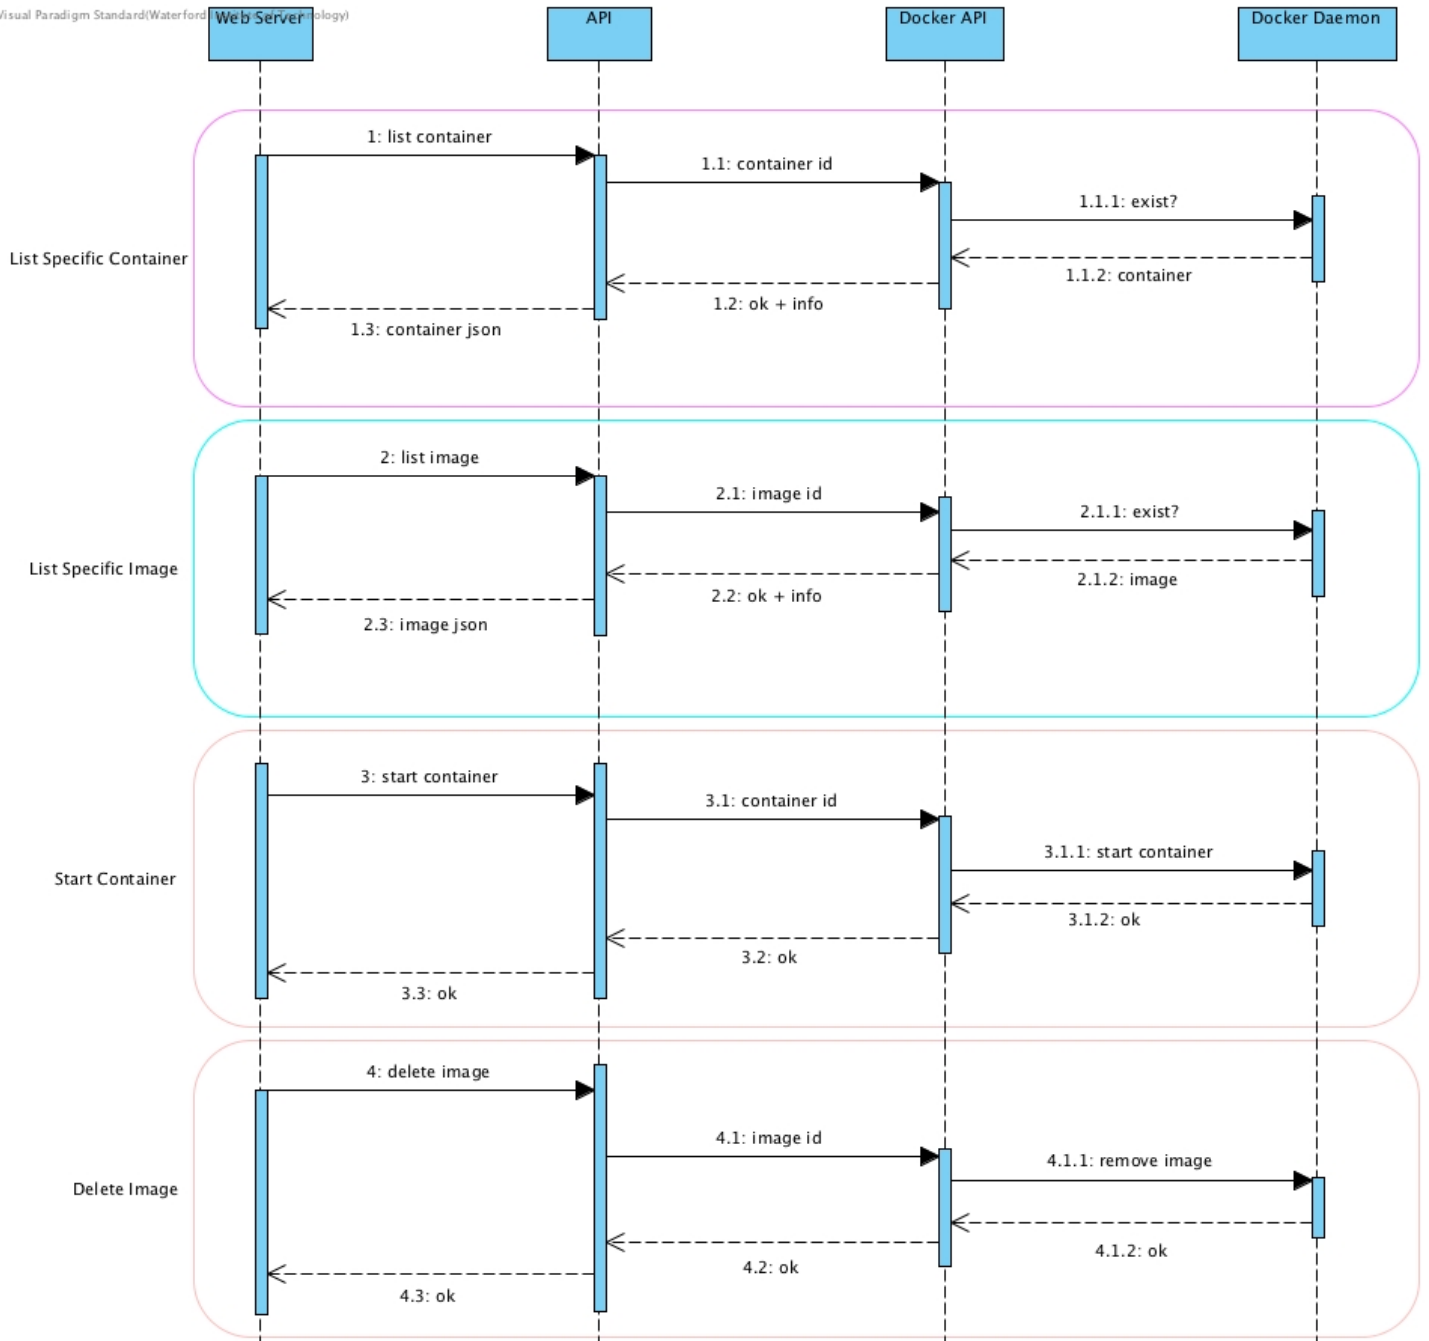 Visual Paradigm Standard(Waterford Institute of Technology)
Web Server
API
Docker API
Docker Daemon
1: list container
1.1: container id
1.1.1: exist?
List Specific Container
1.1.2: container
1.2: ok + info
1.3: container json
2: list image
2.1: image id
2.1.1: exist?
List Specific Image
2.1.2: image
2.2: ok + info
2.3: image json
3: start container
3.1: container id
3.1.1: start container
Start Container
3.1.2: ok
3.2: ok
3.3: ok
4: delete image
4.1: image id
4.1.1: remove image
Delete Image
4.1.2: ok
4.2: ok
4.3: ok